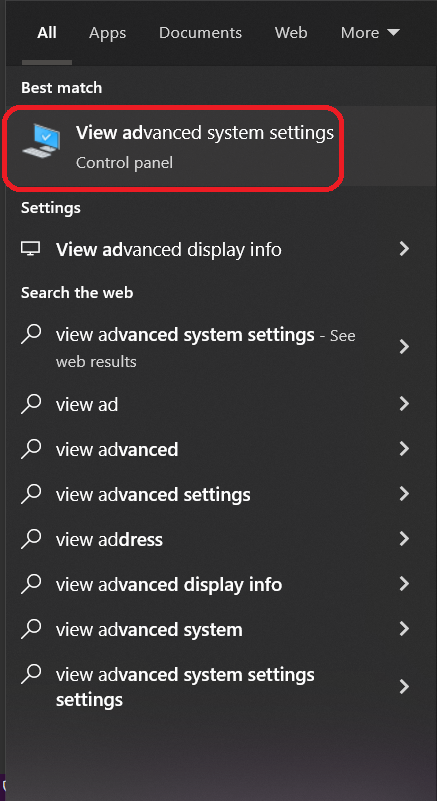 All Apps Documents Web More
Best match
View advanced system settings
Control panel
Settings
View advanced display info
Search the web
view advanced system settings - See
web results
view ad
view advanced
view advanced settings
view address
view advanced display info
view advanced system
view advanced system settings
settings